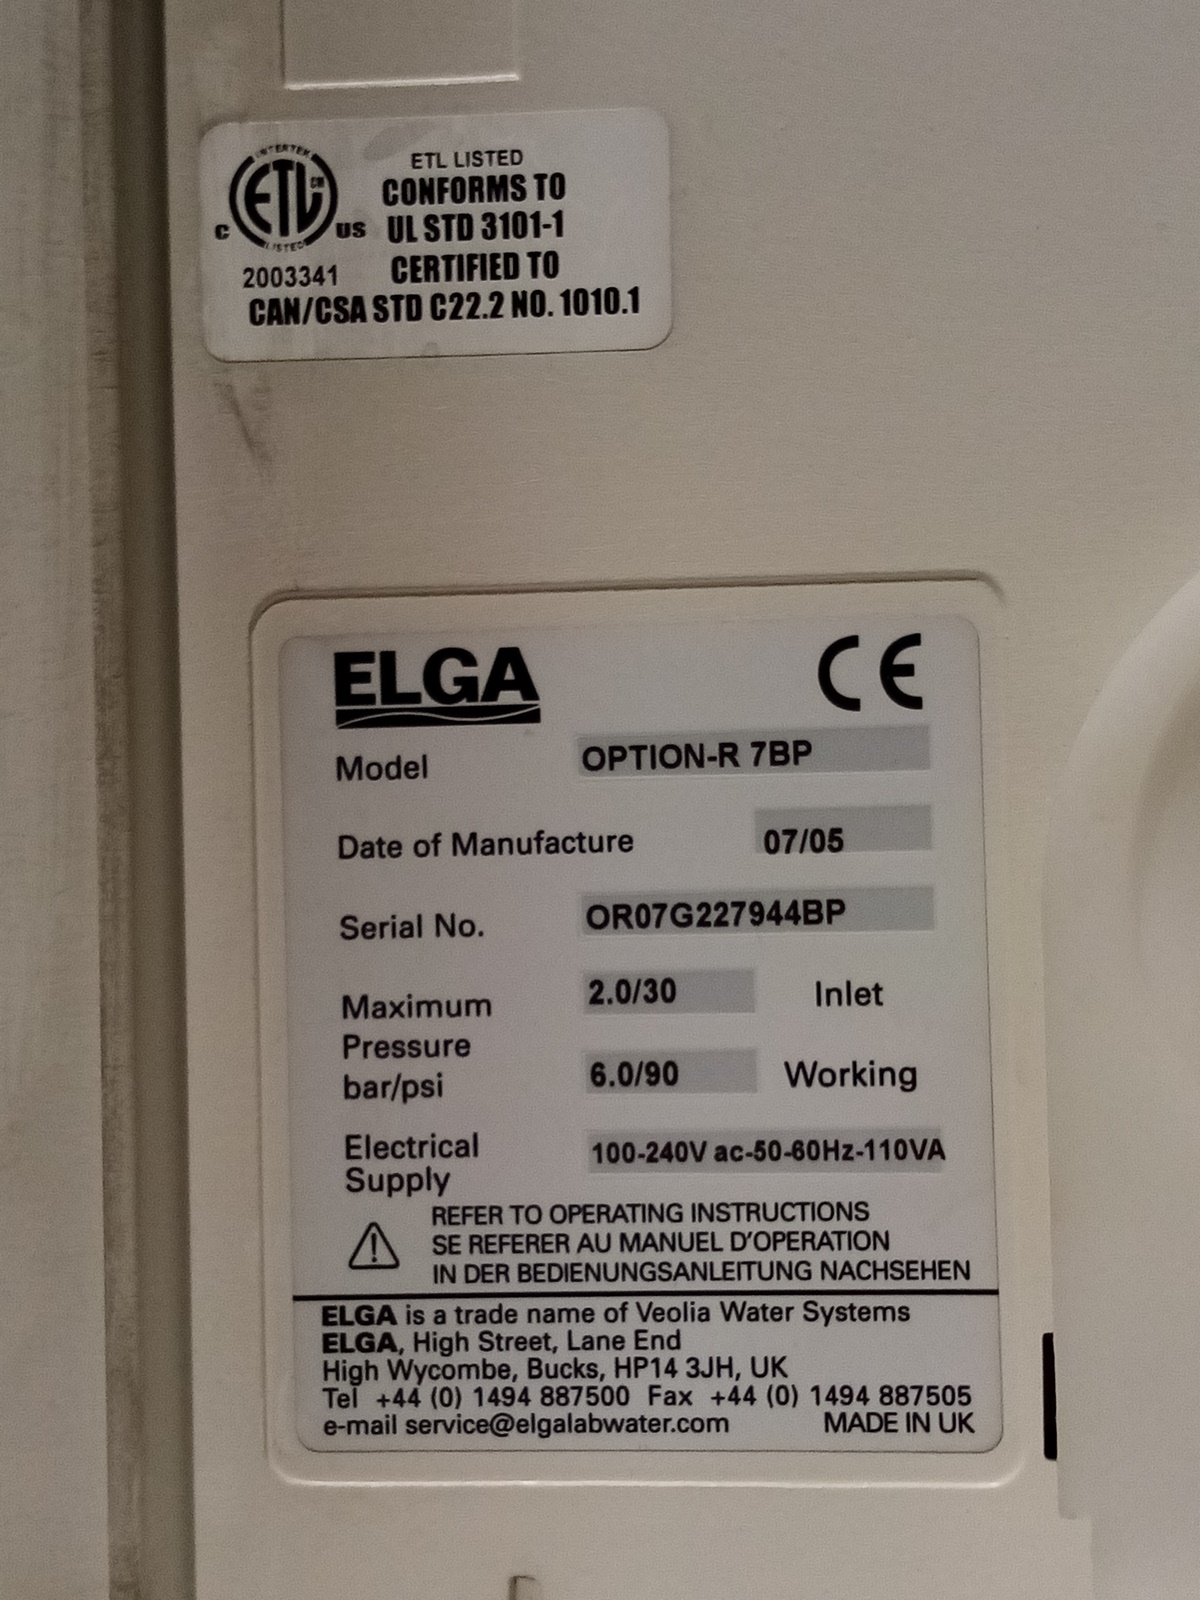 INTERTEK
ETL CM
LISTED
C US
2003341
ETL LISTED
CONFORMS TO
UL STD 3101-1
CERTIFIED TO
CAN/CSA STD C22.2 NO. 1010.1
ELGA CE
Model OPTION-R 7BP
Date of Manufacture 07/05
Serial No. OR07G227944BP
Maximum 2.0/30 Inlet
Pressure
bar/psi 6.0/90 Working
Electrical 100-240V ac-50-60Hz-110VA
Supply
REFER TO OPERATING INSTRUCTIONS
SE REFERER AU MANUEL D'OPERATION
IN DER BEDIENUNGSANLEITUNG NACHSEHEN
ELGA is a trade name of Veolia Water Systems
ELGA, High Street, Lane End
High Wycombe, Bucks, HP14 3JH, UK
Tel +44 (0) 1494 887500 Fax +44 (0) 1494 887505
e-mail service@elgalabwater.com MADE IN UK